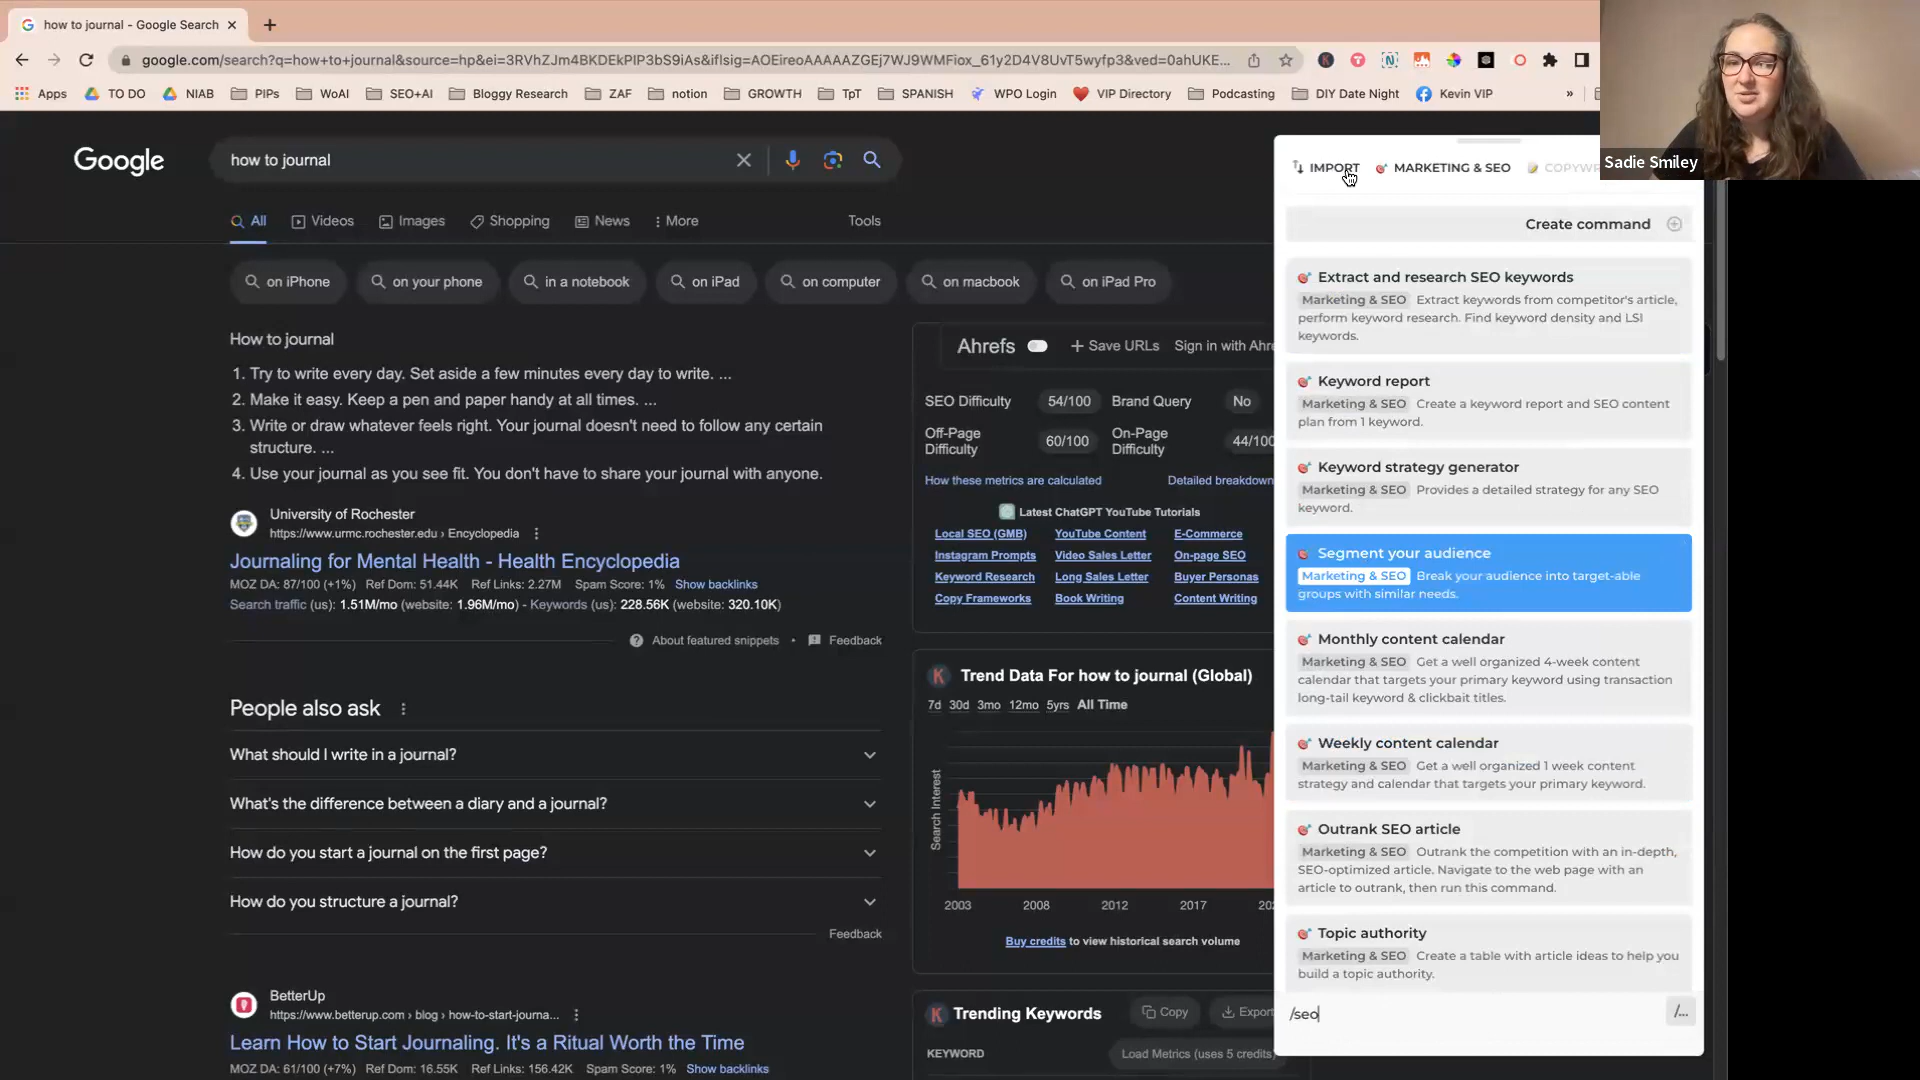 how to journal - Google Search
google.com/search?q=how+to+journal&source=hp&ei=3RVhZJm4BKDEkPIP3bS9iAs&iflsig=AOEireoAAAAAZGEj7WJ9WMFiox_61y2D4V8UvT5wyfp3&ved=0ahUKE...
Apps TO DO NIAB PIPs WoAI SEO+AI Bloggy Research ZAF notion GROWTH TpT SPANISH WPO Login VIP Directory Podcasting DIY Date Night Kevin VIP »
Sadie Smiley
Google
how to journal
All Videos Images Shopping News More Tools
on iPhone on your phone in a notebook on iPad on computer on macbook on iPad Pro
How to journal
1. Try to write every day. Set aside a few minutes every day to write. ...
2. Make it easy. Keep a pen and paper handy at all times. ...
3. Write or draw whatever feels right. Your journal doesn't need to follow any certain
structure. ...
4. Use your journal as you see fit. You don't have to share your journal with anyone.
University of Rochester
https://www.urmc.rochester.edu › Encyclopedia
Journaling for Mental Health - Health Encyclopedia
MOZ DA: 87/100 (+1%) Ref Dom: 51.44K Ref Links: 2.27M Spam Score: 1% Show backlinks
Search traffic (us): 1.51M/mo (website: 1.96M/mo) - Keywords (us): 228.56K (website: 320.10K)
About featured snippets • Feedback
People also ask
What should I write in a journal?
What's the difference between a diary and a journal?
How do you start a journal on the first page?
How do you structure a journal?
Feedback
BetterUp
https://www.betterup.com › blog › how-to-start-journa...
Learn How to Start Journaling. It's a Ritual Worth the Time
MOZ DA: 61/100 (+7%) Ref Dom: 16.55K Ref Links: 156.42K Spam Score: 1% Show backlinks
Ahrefs + Save URLs Sign in with Ahre
SEO Difficulty 54/100 Brand Query No
Off-Page
Difficulty 60/100
On-Page
Difficulty 44/100
How these metrics are calculated Detailed breakdown
Latest ChatGPT YouTube Tutorials
Local SEO (GMB) YouTube Content E-Commerce
Instagram Prompts Video Sales Letter On-page SEO
Keyword Research Long Sales Letter Buyer Personas
Copy Frameworks Book Writing Content Writing
K Trend Data For how to journal (Global)
7d 30d 3mo 12mo 5yrs All Time
Search Interest
2003 2008 2012 2017 202
Buy credits to view historical search volume
K Trending Keywords Copy Export
KEYWORD Load Metrics (uses 5 credits)
IMPORT MARKETING & SEO COPYWR
Create command
Extract and research SEO keywords
Marketing & SEO Extract keywords from competitor's article,
perform keyword research. Find keyword density and LSI
keywords.
Keyword report
Marketing & SEO Create a keyword report and SEO content
plan from 1 keyword.
Keyword strategy generator
Marketing & SEO Provides a detailed strategy for any SEO
keyword.
Segment your audience
Marketing & SEO Break your audience into target-able
groups with similar needs.
Monthly content calendar
Marketing & SEO Get a well organized 4-week content
calendar that targets your primary keyword using transaction
long-tail keyword & clickbait titles.
Weekly content calendar
Marketing & SEO Get a well organized 1 week content
strategy and calendar that targets your primary keyword.
Outrank SEO article
Marketing & SEO Outrank the competition with an in-depth,
SEO-optimized article. Navigate to the web page with an
article to outrank, then run this command.
Topic authority
Marketing & SEO Create a table with article ideas to help you
build a topic authority.
/seo
/...